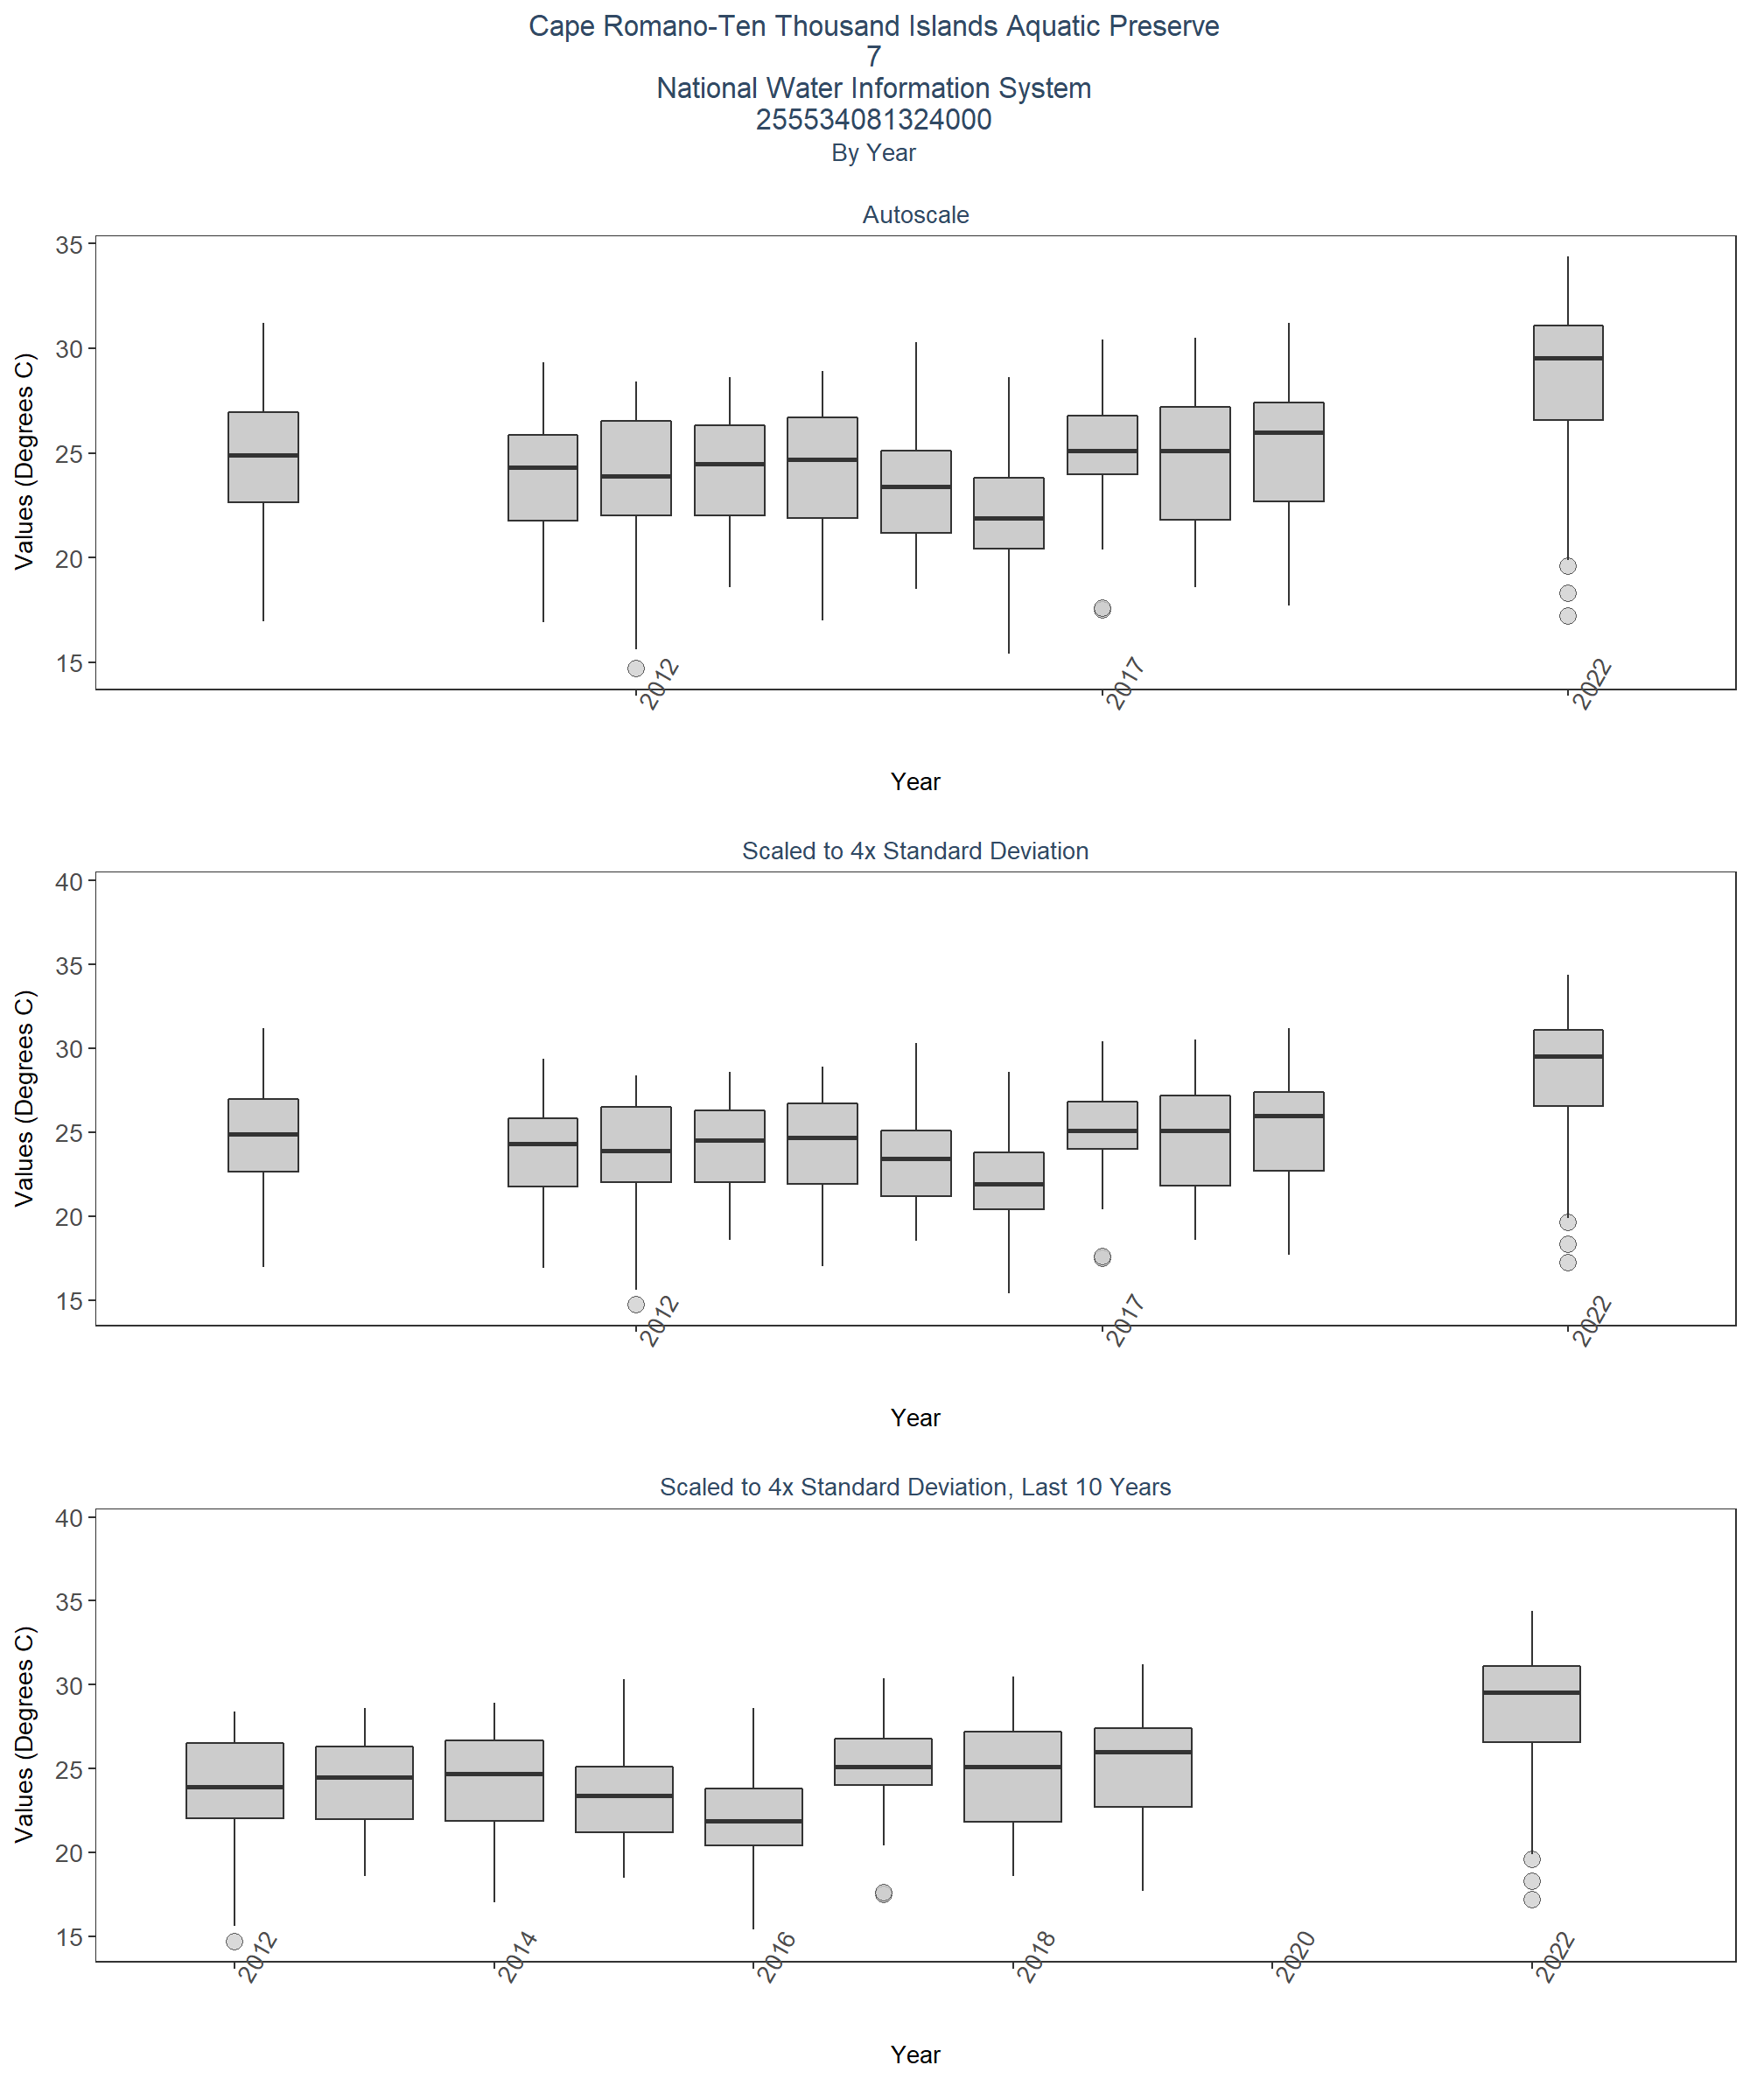 Cape Romano-Ten Thousand Islands Aquatic Preserve
7
National Water Information System
255534081324000
By Year
Autoscale
Values (Degrees C)
35
30
25
20
15
2012
2017
2022
Year
Scaled to 4x Standard Deviation
Values (Degrees C)
40
35
30
25
20
15
2012
2017
2022
Year
Scaled to 4x Standard Deviation, Last 10 Years
Values (Degrees C)
40
35
30
25
20
15
2012
2014
2016
2018
2020
2022
Year